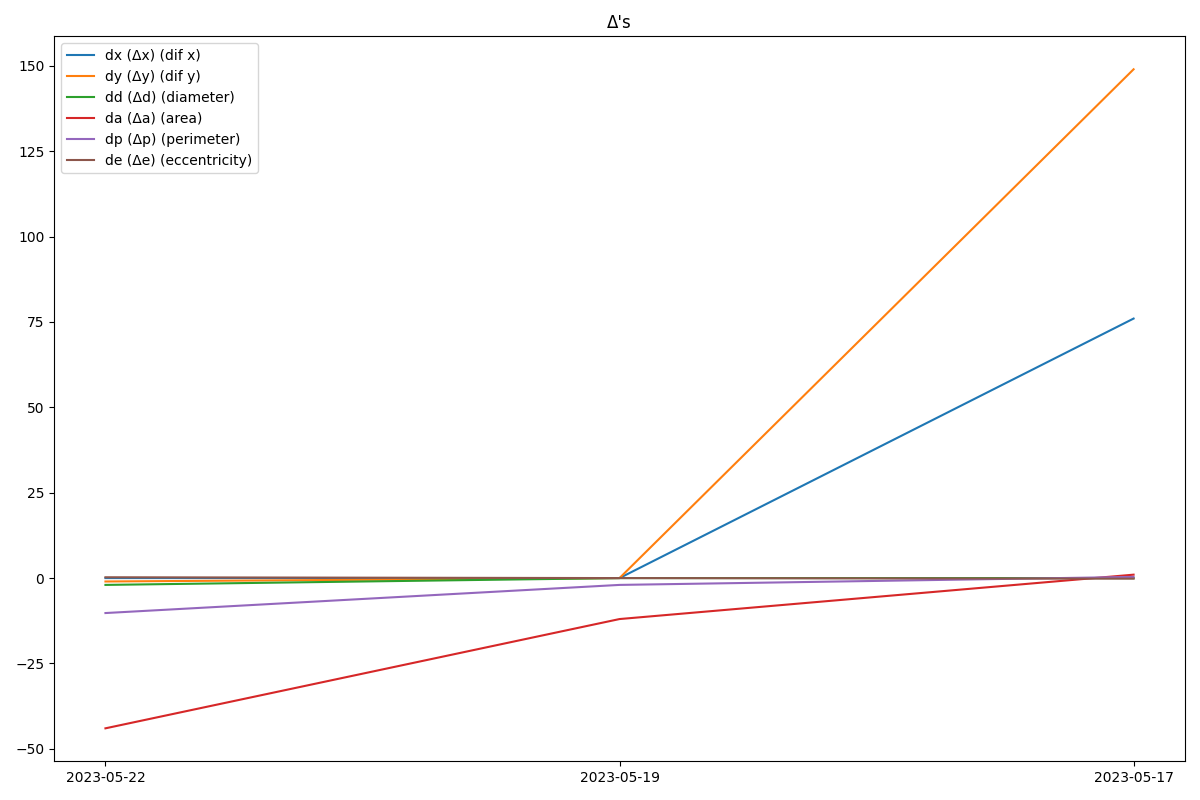 Δ's
dx (Δx) (dif x)
dy (Δy) (dif y)
dd (Δd) (diameter)
da (Δa) (area)
dp (Δp) (perimeter)
de (Δe) (eccentricity)
150
125
100
75
50
25
0
−25
−50
2023-05-22 2023-05-19 2023-05-17